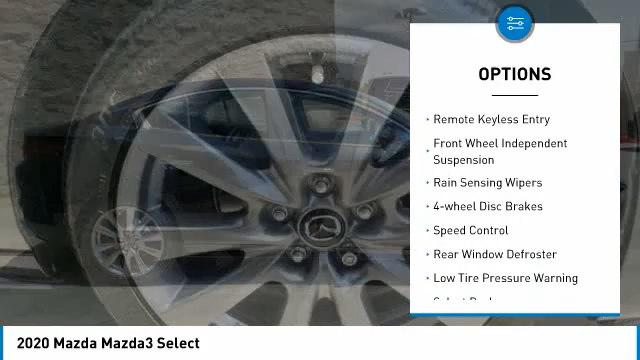 OPTIONS
Remote Keyless Entry
Front Wheel Independent
Suspension
Rain Sensing Wipers
4-wheel Disc Brakes
Speed Control
Rear Window Defroster
Low Tire Pressure Warning
2020 Mazda Mazda3 Select